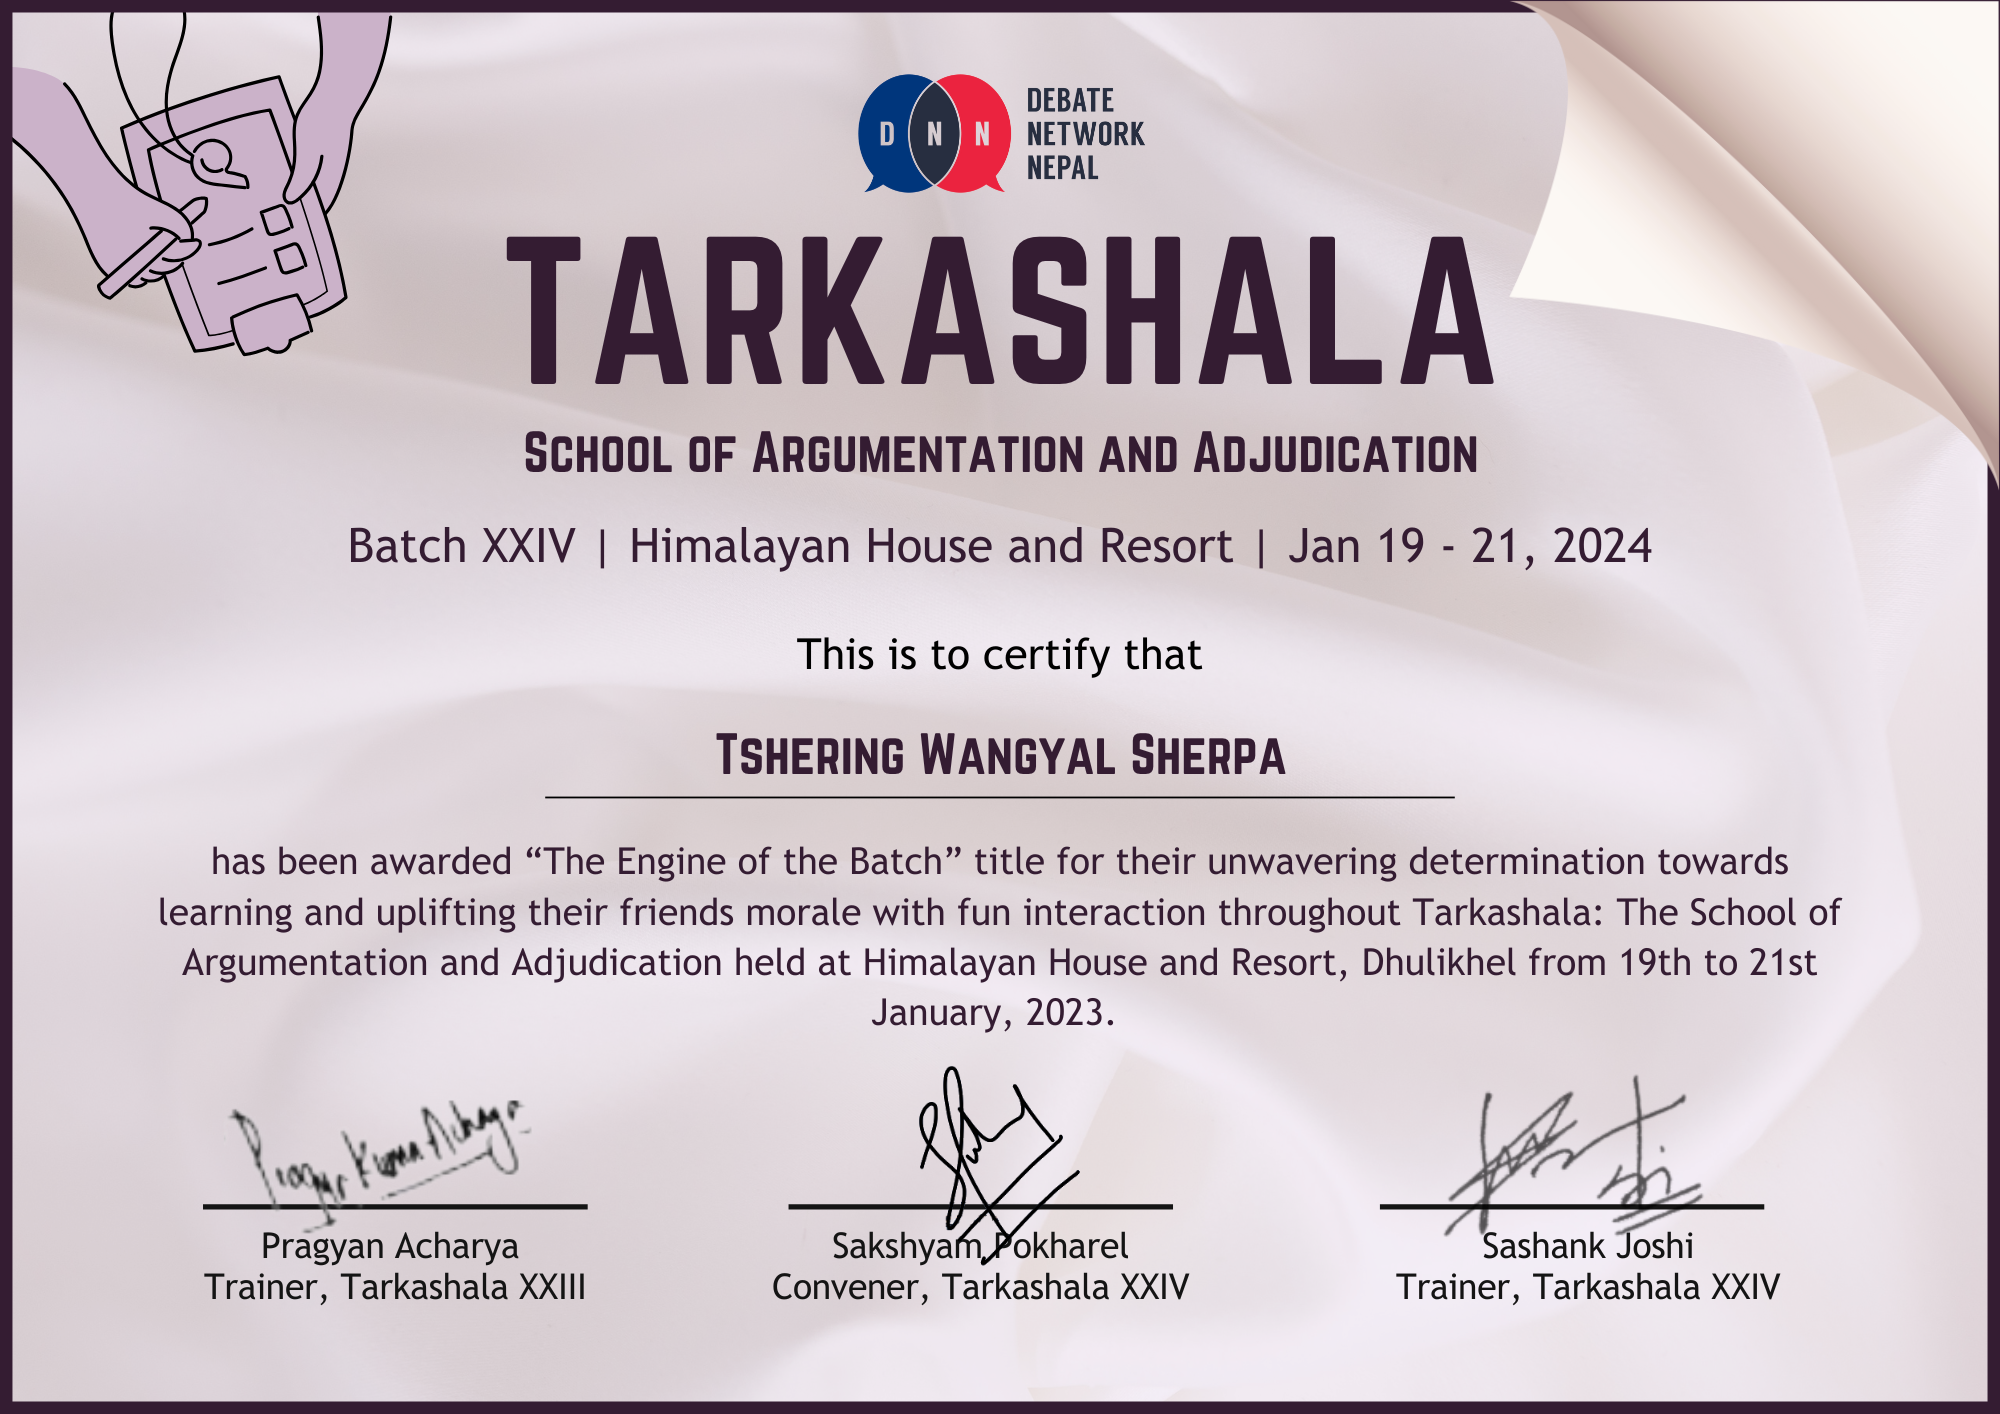 D N N
DEBATE
NETWORK
NEPAL
TARKASHALA
SCHOOL OF ARGUMENTATION AND ADJUDICATION
Batch XXIV | Himalayan House and Resort | Jan 19 - 21, 2024
This is to certify that
TSHERING WANGYAL SHERPA
has been awarded “The Engine of the Batch” title for their unwavering determination towards
learning and uplifting their friends morale with fun interaction throughout Tarkashala: The School of
Argumentation and Adjudication held at Himalayan House and Resort, Dhulikhel from 19th to 21st
January, 2023.
Pragyan Kumar Acharya
Pragyan Acharya
Trainer, Tarkashala XXIII
Sakshyam Pokharel
Convener, Tarkashala XXIV
Sashank Joshi
Trainer, Tarkashala XXIV